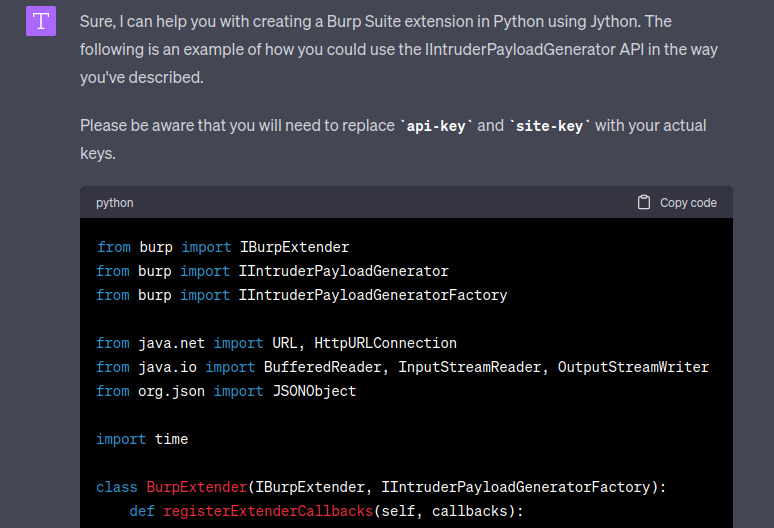 T
Sure, I can help you with creating a Burp Suite extension in Python using Jython. The
following is an example of how you could use the IIntruderPayloadGenerator API in the way
you've described.
Please be aware that you will need to replace `api-key` and `site-key` with your actual
keys.
python Copy code
from burp import IBurpExtender
from burp import IIntruderPayloadGenerator
from burp import IIntruderPayloadGeneratorFactory
from java.net import URL, HttpURLConnection
from java.io import BufferedReader, InputStreamReader, OutputStreamWriter
from org.json import JSONObject
import time
class BurpExtender(IBurpExtender, IIntruderPayloadGeneratorFactory):
    def registerExtenderCallbacks(self, callbacks):